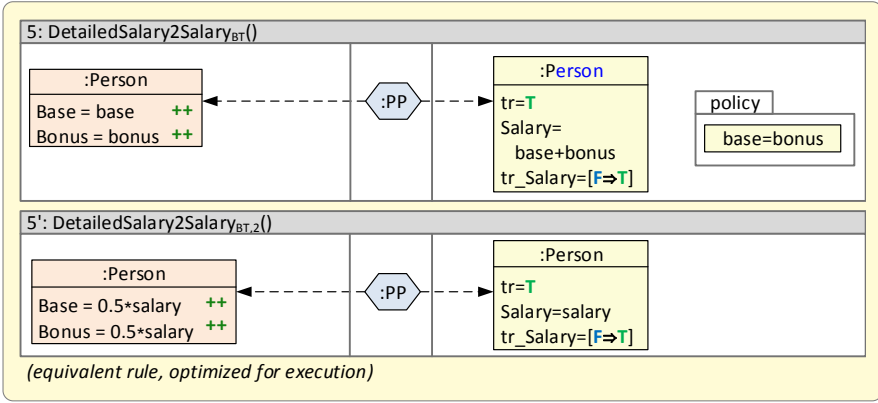 5: DetailedSalary2Salary_BT()
:Person
Base = base ++
Bonus = bonus ++
:PP
:Person
tr=T
Salary=
base+bonus
tr_Salary=[F⇒T]
policy
base=bonus
5': DetailedSalary2Salary_BT,2()
:Person
Base = 0.5*salary ++
Bonus = 0.5*salary ++
:PP
:Person
tr=T
Salary=salary
tr_Salary=[F⇒T]
(equivalent rule, optimized for execution)